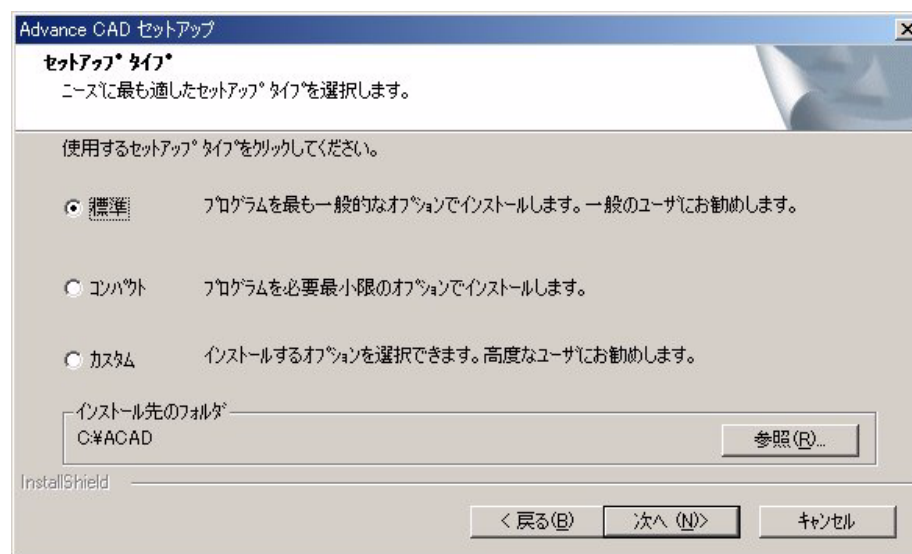 Advance CAD セットアップ
セットアップ タイプ
ニーズに最も適したセットアップ タイプを選択します。
使用するセットアップ タイプをクリックしてください。
標準 プログラムを最も一般的なオプションでインストールします。一般のユーザにお勧めします。
コンパクト プログラムを必要最小限のオプションでインストールします。
カスタム インストールするオプションを選択できます。高度なユーザにお勧めします。
インストール先のフォルダ
C:¥ACAD
参照(R)...
InstallShield
< 戻る(B) 次へ (N)> キャンセル